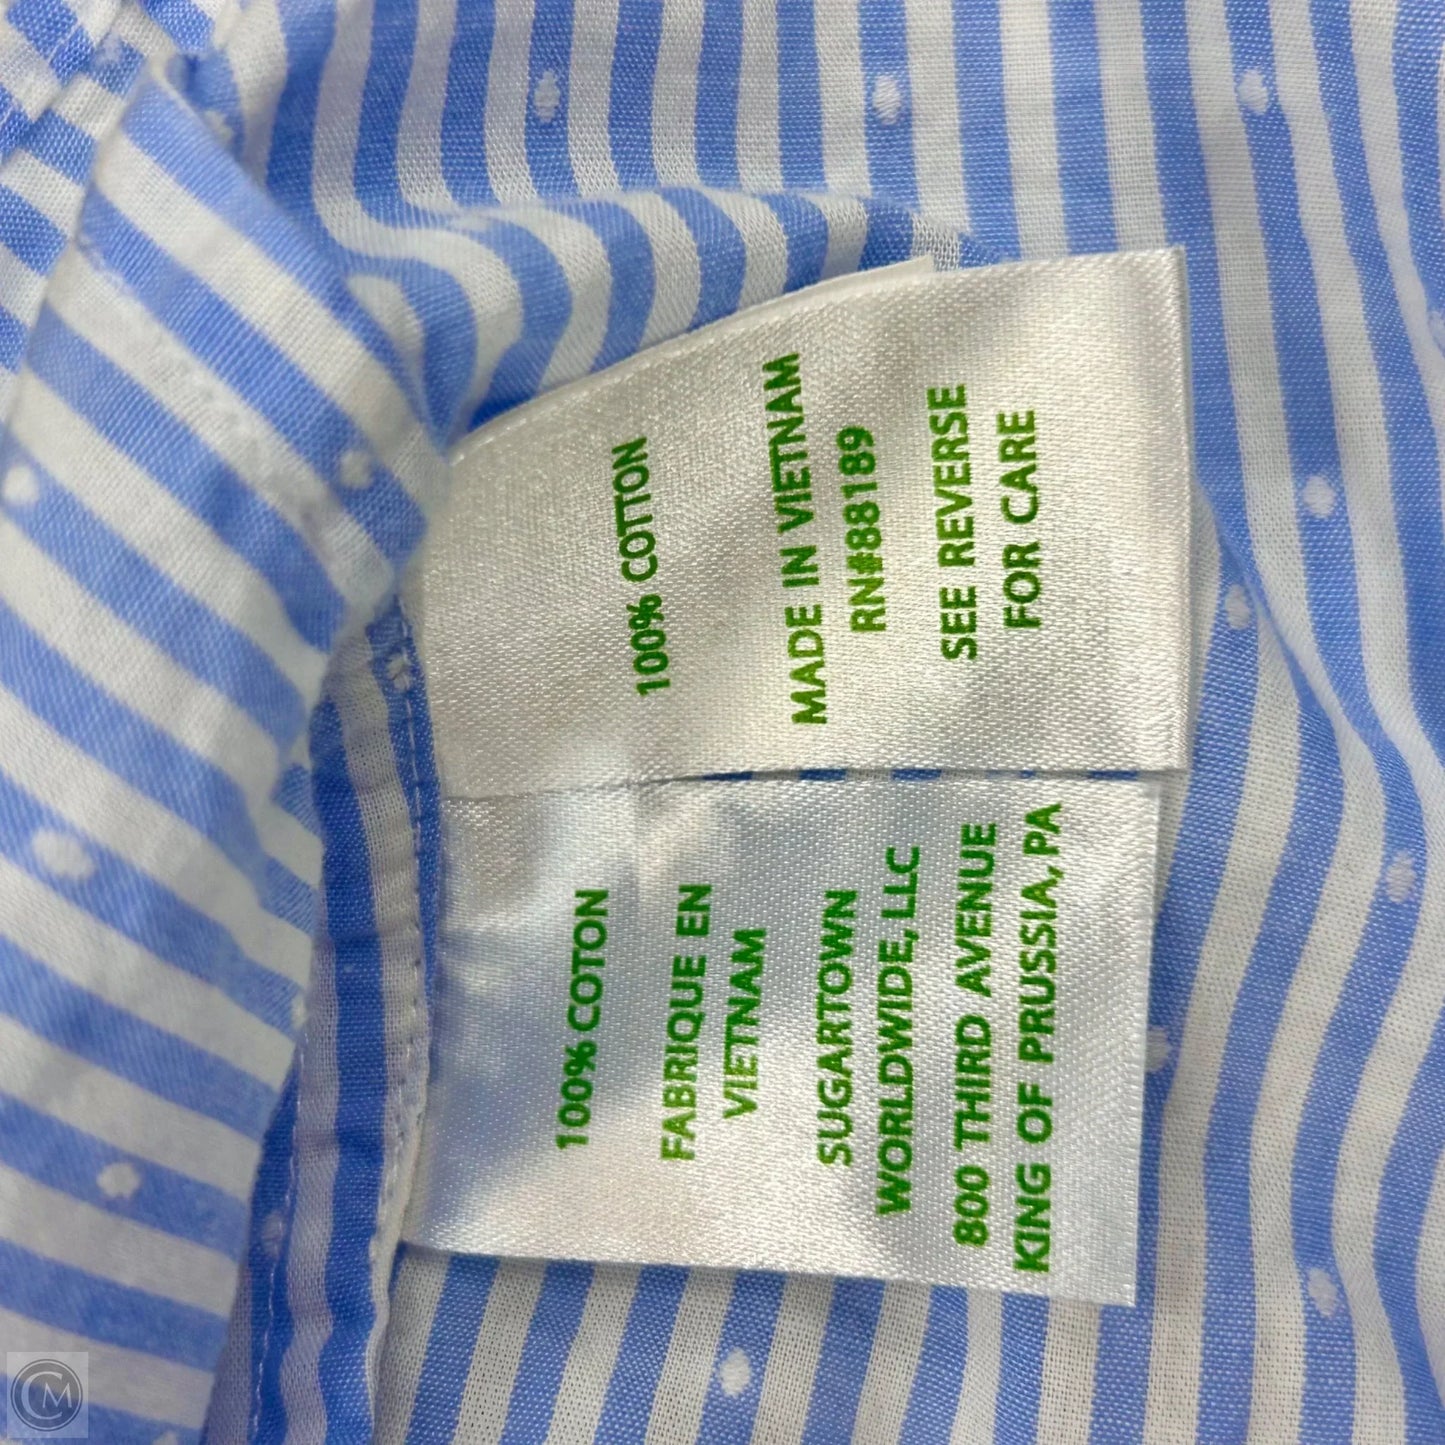 100% COTTON
MADE IN VIETNAM
RN#88189
SEE REVERSE
FOR CARE
100% COTON
FABRIQUE EN
VIETNAM
SUGARTOWN
WORLDWIDE, LLC
800 THIRD AVENUE
KING OF PRUSSIA, PA
CM